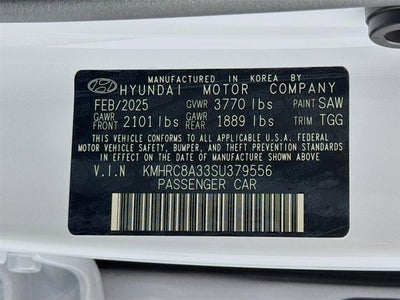 MANUFACTURED IN KOREA BY
HYUNDAI MOTOR COMPANY
FEB/2025 GVWR 3770 lbs PAINT SAW
GAWR FRONT 2101 lbs GAWR REAR 1889 lbs TRIM TGG
THIS VEHICLE CONFORMS TO ALL APPLICABLE U.S.A FEDERAL
MOTOR VEHICLE SAFETY, BUMPER, AND THEFT PREVENTION
STANDARDS IN EFFECT ON THE DATE OF MANUFACTURE SHOWN ABOVE.
V.I.N KMHRC8A33SU379556
PASSENGER CAR